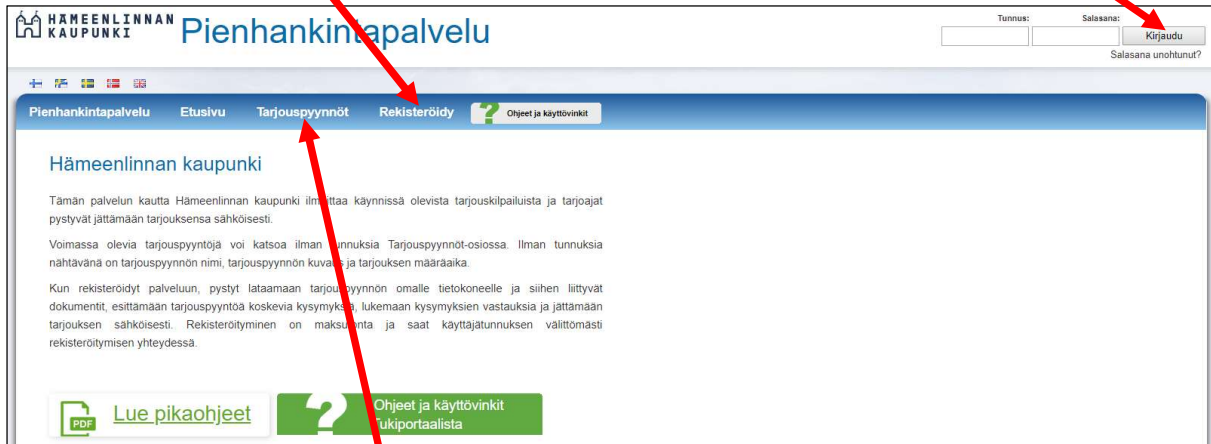 HÄMEENLINNAN
KAUPUNKI
Pienhankintapalvelu
Tunnus:
Salasana:
Kirjaudu
Salasana unohtunut?
Pienhankintapalvelu Etusivu Tarjouspyynnöt Rekisteröidy Ohjeet ja käyttövinkit
Hämeenlinnan kaupunki
Tämän palvelun kautta Hämeenlinnan kaupunki ilmoittaa käynnissä olevista tarjouskilpailuista ja tarjoajat
pystyvät jättämään tarjouksensa sähköisesti.
Voimassa olevia tarjouspyyntöjä voi katsoa ilman tunnuksia Tarjouspyynnöt-osiossa. Ilman tunnuksia
nähtävänä on tarjouspyynnön nimi, tarjouspyynnön kuvaus ja tarjouksen määräaika.
Kun rekisteröidyt palveluun, pystyt lataamaan tarjouspyynnön omalle tietokoneelle ja siihen liittyvät
dokumentit, esittämään tarjouspyyntöä koskevia kysymyksiä, lukemaan kysymyksien vastauksia ja jättämään
tarjouksen sähköisesti. Rekisteröityminen on maksutonta ja saat käyttäjätunnuksen välittömästi
rekisteröitymisen yhteydessä.
PDF Lue pikaohjeet
Ohjeet ja käyttövinkit
Tukiportaalista